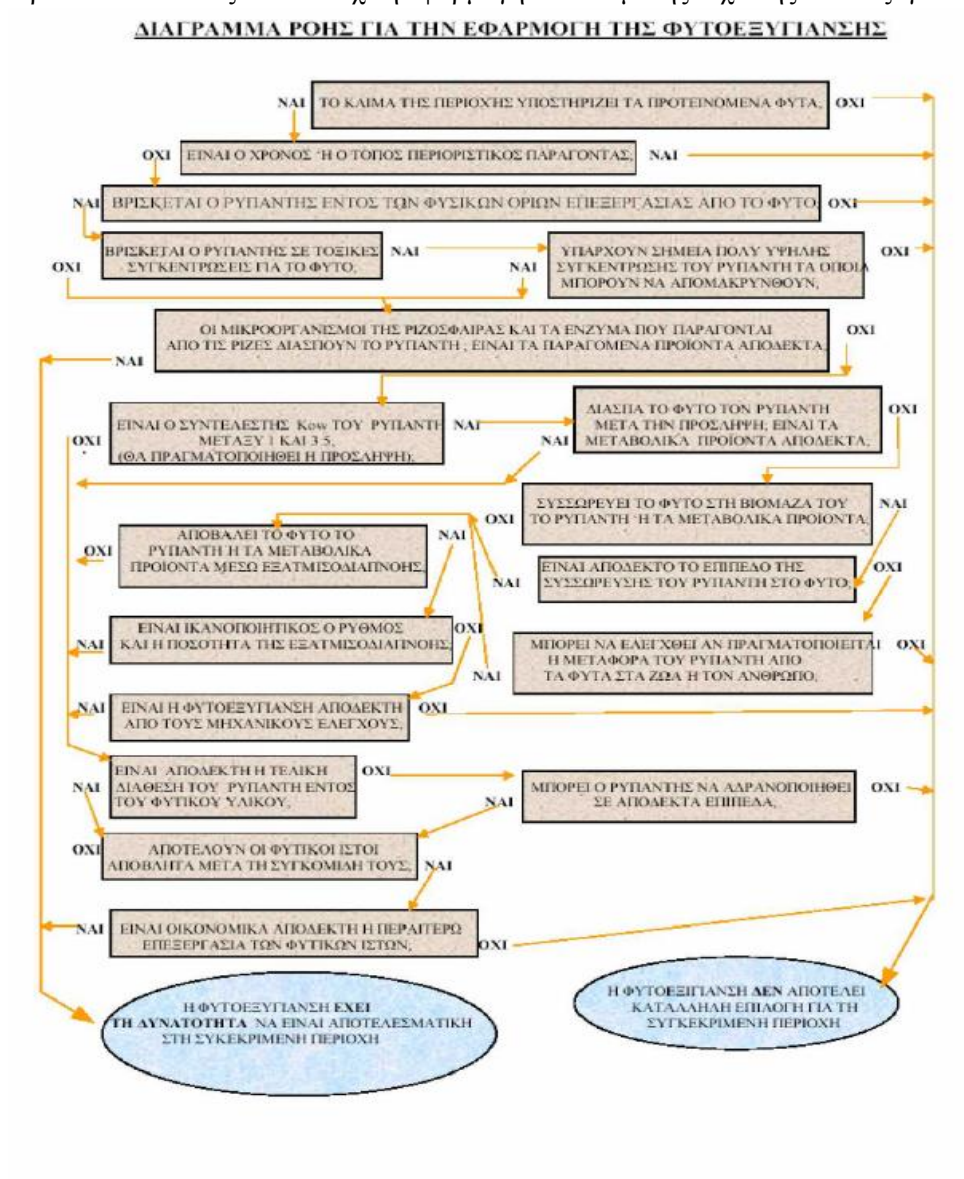 ΔΙΑΓΡΑΜΜΑ ΡΟΗΣ ΓΙΑ ΤΗΝ ΕΦΑΡΜΟΓΗ ΤΗΣ ΦΥΤΟΕΞΥΓΙΑΝΣΗΣ
ΝΑΙ
ΤΟ ΚΛΙΜΑ ΤΗΣ ΠΕΡΙΟΧΗΣ ΥΠΟΣΤΗΡΙΖΕΙ ΤΑ ΠΡΟΤΕΙΝΟΜΕΝΑ ΦΥΤΑ;
ΟΧΙ
ΟΧΙ
ΕΙΝΑΙ Ο ΧΡΟΝΟΣ Ή Ο ΤΟΠΟΣ ΠΕΡΙΟΡΙΣΤΙΚΟΣ ΠΑΡΑΓΟΝΤΑΣ;
ΝΑΙ
ΝΑΙ
ΒΡΙΣΚΕΤΑΙ Ο ΡΥΠΑΝΤΗΣ ΕΝΤΟΣ ΤΩΝ ΦΥΣΙΚΩΝ ΟΡΙΩΝ ΕΠΕΞΕΡΓΑΣΙΑΣ ΑΠΟ ΤΟ ΦΥΤΟ;
ΟΧΙ
ΒΡΙΣΚΕΤΑΙ Ο ΡΥΠΑΝΤΗΣ ΣΕ ΤΟΞΙΚΕΣ
ΣΥΓΚΕΝΤΡΩΣΕΙΣ ΓΙΑ ΤΟ ΦΥΤΟ;
ΝΑΙ
ΟΧΙ
ΥΠΑΡΧΟΥΝ ΣΗΜΕΙΑ ΠΟΛΥ ΥΨΗΛΗΣ
ΣΥΓΚΕΝΤΡΩΣΗΣ ΤΟΥ ΡΥΠΑΝΤΗ ΤΑ ΟΠΟΙΑ
ΜΠΟΡΟΥΝ ΝΑ ΑΠΟΜΑΚΡΥΝΘΟΥΝ;
ΟΧΙ
ΝΑΙ
ΟΙ ΜΙΚΡΟΟΡΓΑΝΙΣΜΟΙ ΤΗΣ ΡΙΖΟΣΦΑΙΡΑΣ ΚΑΙ ΤΑ ΕΝΖΥΜΑ ΠΟΥ ΠΑΡΑΓΟΝΤΑΙ
ΑΠΟ ΤΙΣ ΡΙΖΕΣ ΔΙΑΣΠΟΥΝ ΤΟ ΡΥΠΑΝΤΗ ; ΕΙΝΑΙ ΤΑ ΠΑΡΑΓΟΜΕΝΑ ΠΡΟΪΟΝΤΑ ΑΠΟΔΕΚΤΑ;
ΟΧΙ
ΝΑΙ
ΕΙΝΑΙ Ο ΣΥΝΤΕΛΕΣΤΗΣ Kow ΤΟΥ ΡΥΠΑΝΤΗ
ΜΕΤΑΞΥ 1 ΚΑΙ 3.5,
(ΘΑ ΠΡΑΓΜΑΤΟΠΟΙΗΘΕΙ Η ΠΡΟΣΛΗΨΗ);
ΟΧΙ
ΝΑΙ
ΔΙΑΣΠΑ ΤΟ ΦΥΤΟ ΤΟΝ ΡΥΠΑΝΤΗ
ΜΕΤΑ ΤΗΝ ΠΡΟΣΛΗΨΗ; ΕΙΝΑΙ ΤΑ
ΜΕΤΑΒΟΛΙΚΑ ΠΡΟΪΟΝΤΑ ΑΠΟΔΕΚΤΑ;
ΟΧΙ
ΝΑΙ
ΣΥΣΣΩΡΕΥΕΙ ΤΟ ΦΥΤΟ ΣΤΗ ΒΙΟΜΑΖΑ ΤΟΥ
ΤΟ ΡΥΠΑΝΤΗ Ή ΤΑ ΜΕΤΑΒΟΛΙΚΑ ΠΡΟΪΟΝΤΑ;
ΝΑΙ
ΟΧΙ
ΑΠΟΒΑΛΕΙ ΤΟ ΦΥΤΟ ΤΟ
ΡΥΠΑΝΤΗ Ή ΤΑ ΜΕΤΑΒΟΛΙΚΑ
ΠΡΟΪΟΝΤΑ ΜΕΣΩ ΕΞΑΤΜΙΣΟΔΙΑΠΝΟΗΣ;
ΝΑΙ
ΟΧΙ
ΕΙΝΑΙ ΑΠΟΔΕΚΤΟ ΤΟ ΕΠΙΠΕΔΟ ΤΗΣ
ΣΥΣΣΩΡΕΥΣΗΣ ΤΟΥ ΡΥΠΑΝΤΗ ΣΤΟ ΦΥΤΟ;
ΟΧΙ
ΝΑΙ
ΕΙΝΑΙ ΙΚΑΝΟΠΟΙΗΤΙΚΟΣ Ο ΡΥΘΜΟΣ
ΚΑΙ Η ΠΟΣΟΤΗΤΑ ΤΗΣ ΕΞΑΤΜΙΣΟΔΙΑΠΝΟΗΣ;
ΟΧΙ
ΝΑΙ
ΜΠΟΡΕΙ ΝΑ ΕΛΕΓΧΘΕΙ ΑΝ ΠΡΑΓΜΑΤΟΠΟΙΕΙΤΑΙ
Η ΜΕΤΑΦΟΡΑ ΤΟΥ ΡΥΠΑΝΤΗ ΑΠΟ
ΤΑ ΦΥΤΑ ΣΤΑ ΖΩΑ Η ΤΟΝ ΑΝΘΡΩΠΟ;
ΟΧΙ
ΝΑΙ
ΝΑΙ
ΕΙΝΑΙ Η ΦΥΤΟΕΞΥΓΙΑΝΣΗ ΑΠΟΔΕΚΤΗ
ΑΠΟ ΤΟΥΣ ΜΗΧΑΝΙΚΟΥΣ ΕΛΕΓΧΟΥΣ;
ΟΧΙ
ΕΙΝΑΙ ΑΠΟΔΕΚΤΗ Η ΤΕΛΙΚΗ
ΔΙΑΘΕΣΗ ΤΟΥ ΡΥΠΑΝΤΗ ΕΝΤΟΣ
ΤΟΥ ΦΥΤΙΚΟΥ ΥΛΙΚΟΥ;
ΟΧΙ
ΝΑΙ
ΜΠΟΡΕΙ Ο ΡΥΠΑΝΤΗΣ ΝΑ ΑΔΡΑΝΟΠΟΙΗΘΕΙ
ΣΕ ΑΠΟΔΕΚΤΑ ΕΠΙΠΕΔΑ;
ΟΧΙ
ΝΑΙ
ΟΧΙ
ΑΠΟΤΕΛΟΥΝ ΟΙ ΦΥΤΙΚΟΙ ΙΣΤΟΙ
ΑΠΟΒΛΗΤΑ ΜΕΤΑ ΤΗ ΣΥΓΚΟΜΙΔΗ ΤΟΥΣ;
ΝΑΙ
ΝΑΙ
ΕΙΝΑΙ ΟΙΚΟΝΟΜΙΚΑ ΑΠΟΔΕΚΤΗ Η ΠΕΡΑΙΤΕΡΩ
ΕΠΕΞΕΡΓΑΣΙΑ ΤΩΝ ΦΥΤΙΚΩΝ ΙΣΤΩΝ;
ΟΧΙ
Η ΦΥΤΟΕΞΥΓΙΑΝΣΗ ΕΧΕΙ
ΤΗ ΔΥΝΑΤΟΤΗΤΑ ΝΑ ΕΙΝΑΙ ΑΠΟΤΕΛΕΣΜΑΤΙΚΗ
ΣΤΗ ΣΥΚΕΚΡΙΜΕΝΗ ΠΕΡΙΟΧΗ
Η ΦΥΤΟΕΞΙΓΙΑΝΣΗ ΔΕΝ ΑΠΟΤΕΛΕΙ
ΚΑΤΑΛΗΛΗ ΕΠΙΛΟΓΗ ΓΙΑ ΤΗ
ΣΥΓΚΕΚΡΙΜΕΝΗ ΠΕΡΙΟΧΗ